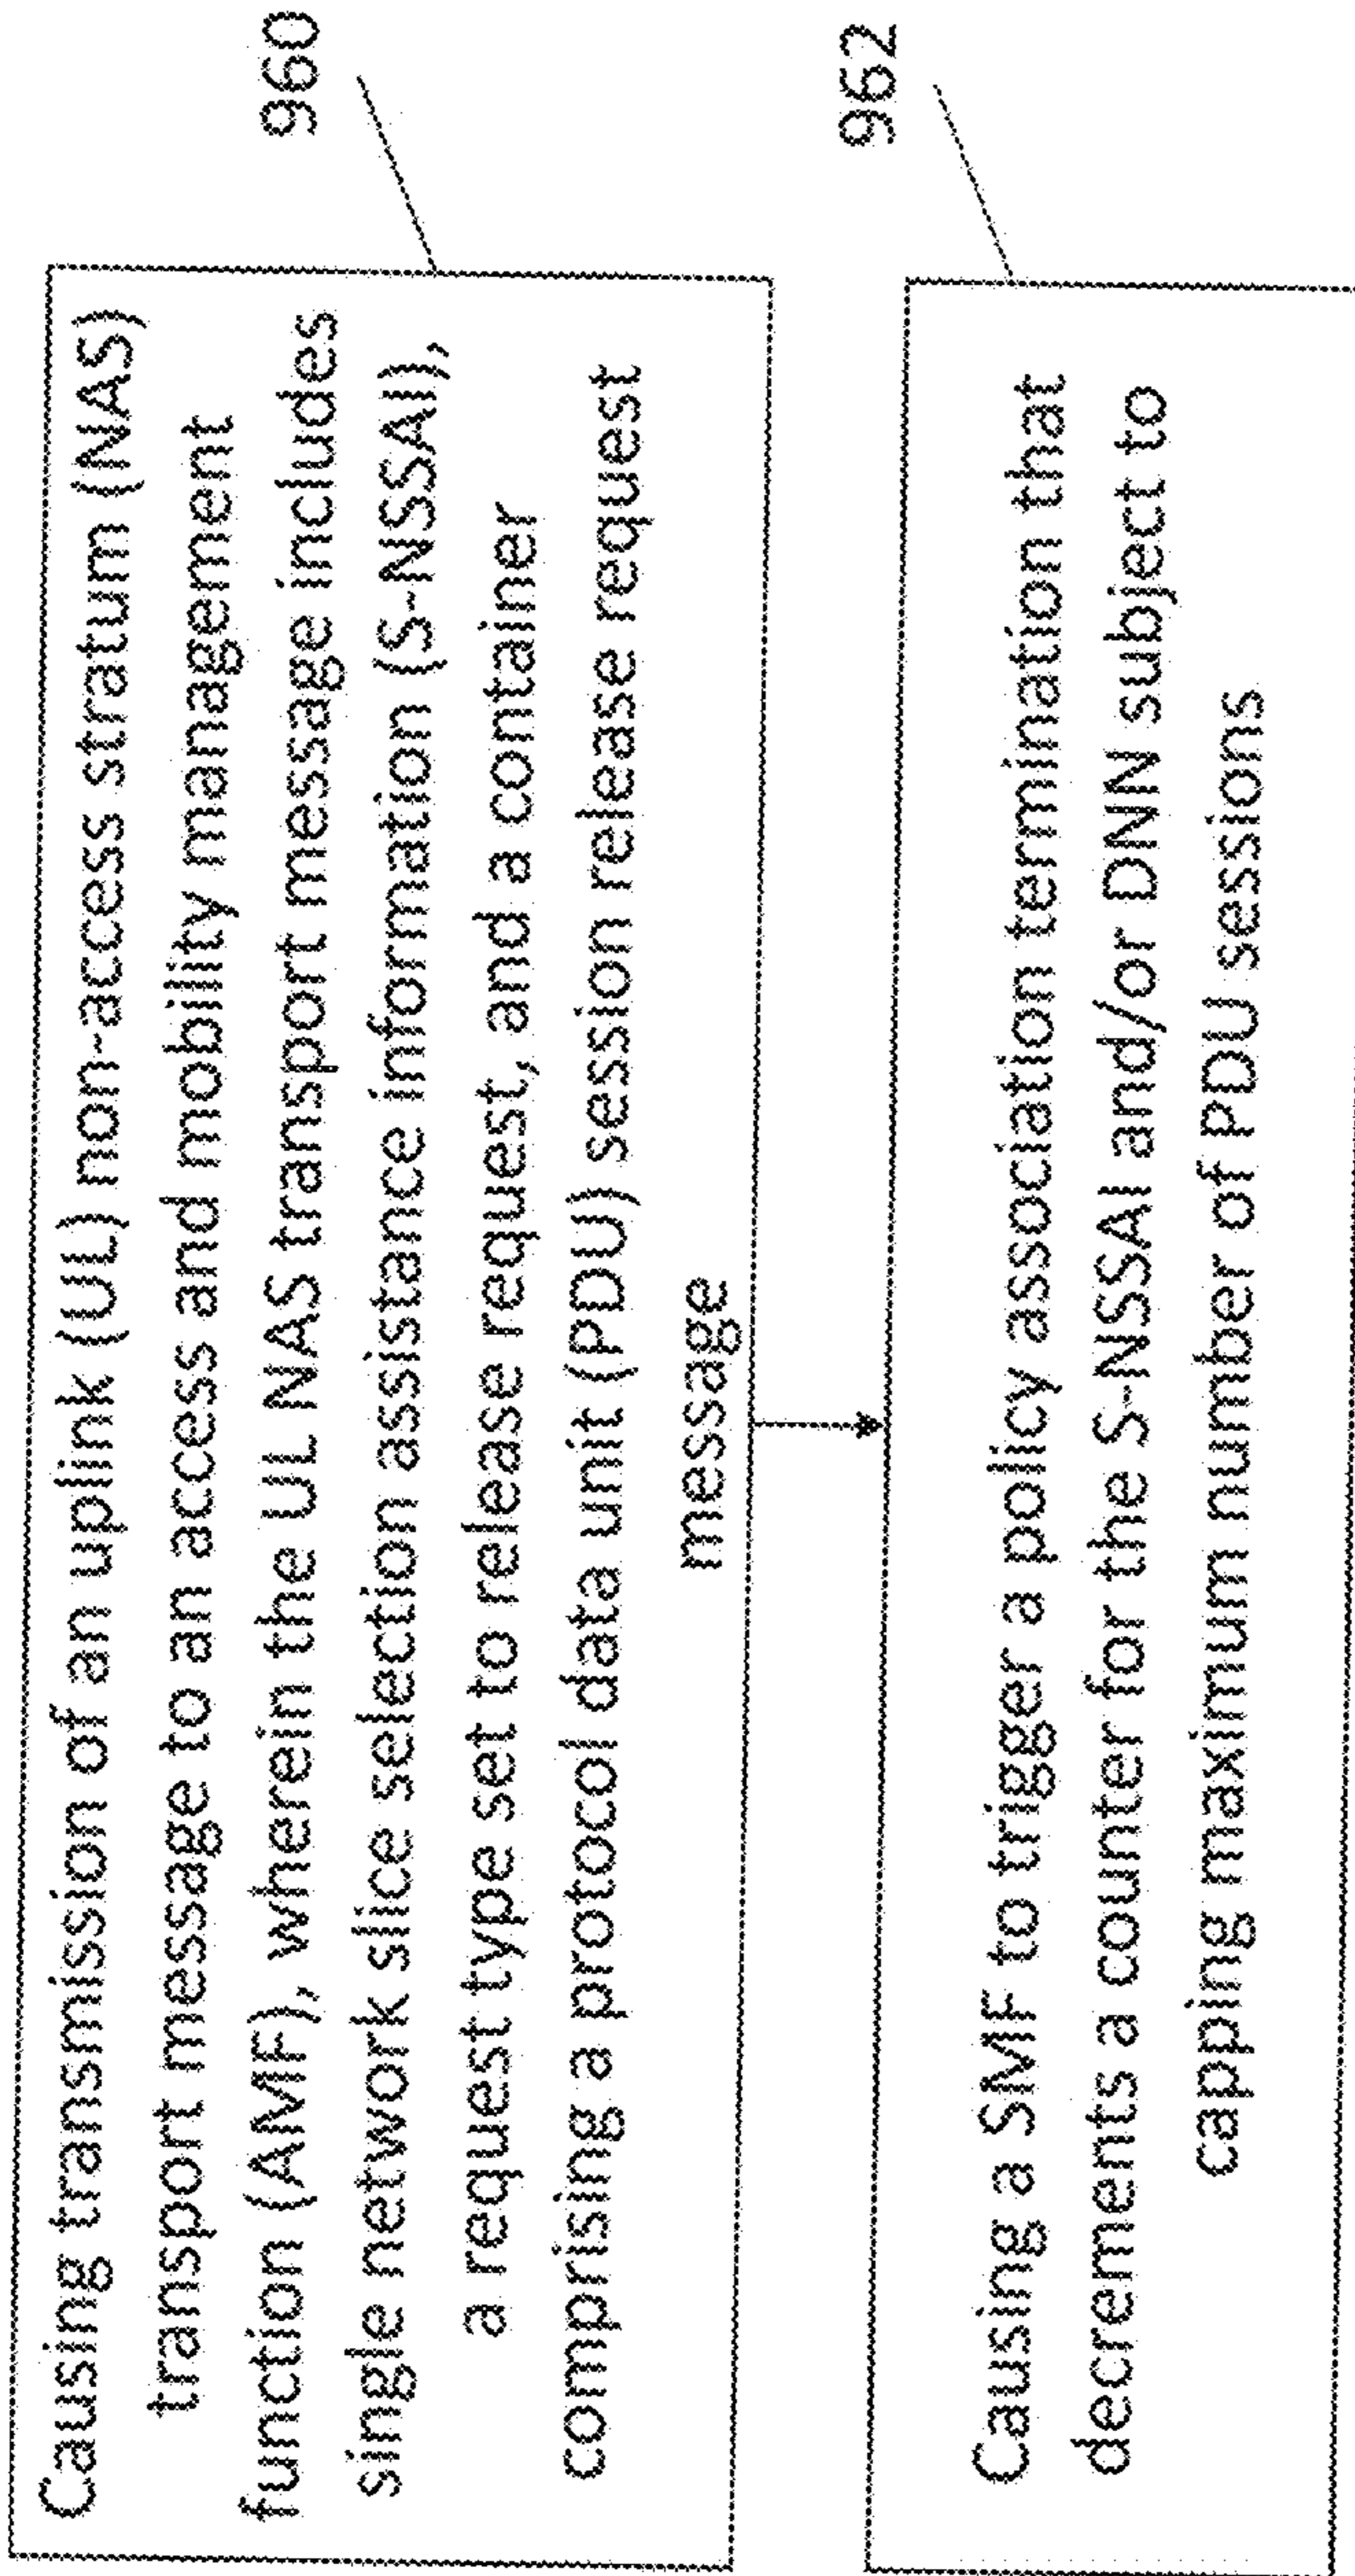 Causing transmission of an uplink (UL) non-access stratum (NAS)
transport message to an access and mobility management
function (AMF), wherein the UL NAS transport message includes
single network slice selection assistance information (S-NSSAI),
a request type set to release request, and a container
comprising a protocol data unit (PDU) session release request
message
960
Causing a SMF to trigger a policy association termination that
decrements a counter for the S-NSSAI and/or DNN subject to
capping maximum number of PDU sessions
962